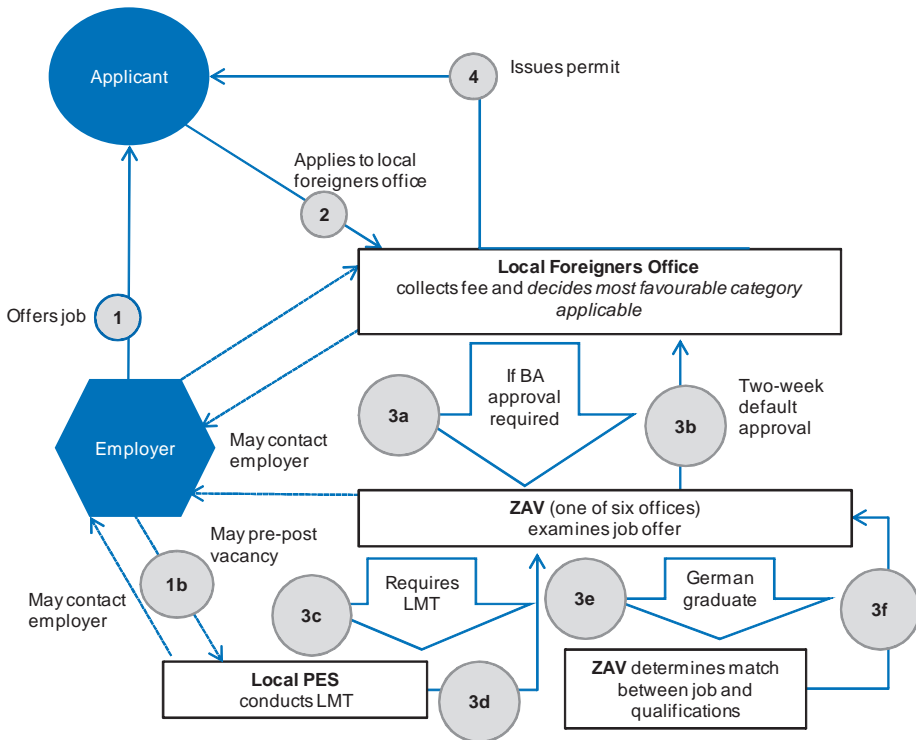 Applicant
4
Issues permit
Applies to local
foreigners office
2
Local Foreigners Office
collects fee and decides most favourable category
applicable
Offers job
1
If BA
approval
required
3a
3b
Two-week
default
approval
Employer
May contact
employer
ZAV (one of six offices)
examines job offer
May pre-post
vacancy
1b
May contact
employer
3c
Requires
LMT
3e
German
graduate
3f
Local PES
conducts LMT
3d
ZAV determines match
between job and
qualifications